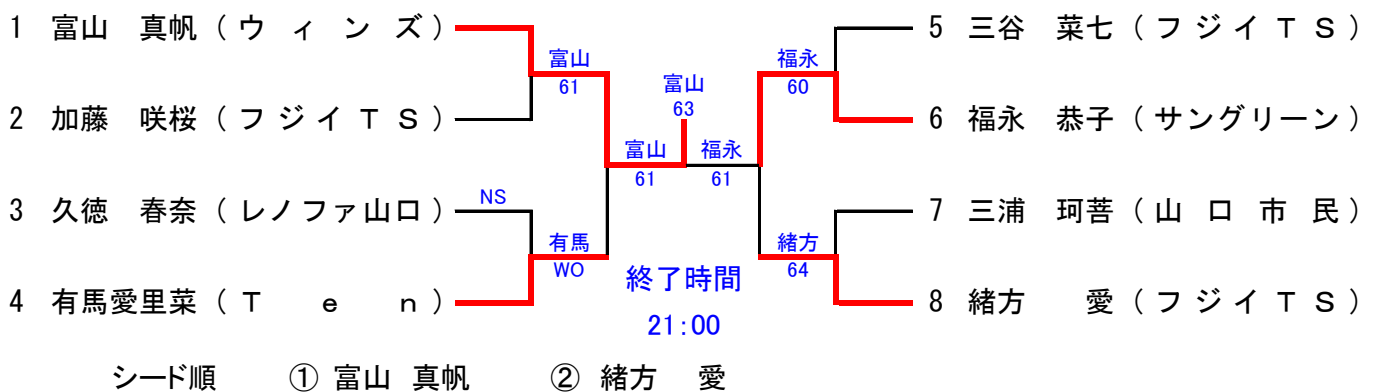 1 富山 真帆 (ウィンズ)
富山
61
2 加藤 咲桜 (フジイTS)
3 久徳 春奈 (レノファ山口)
NS
有馬
WO
4 有馬愛里菜 (Ten)
富山
61
富山
63
福永
61
終了時間
21:00
5 三谷 菜七 (フジイTS)
福永
60
6 福永 恭子 (サングリーン)
7 三浦 珂菩 (山口市民)
緒方
64
8 緒方 愛 (フジイTS)
シード順 ① 富山 真帆 ② 緒方 愛